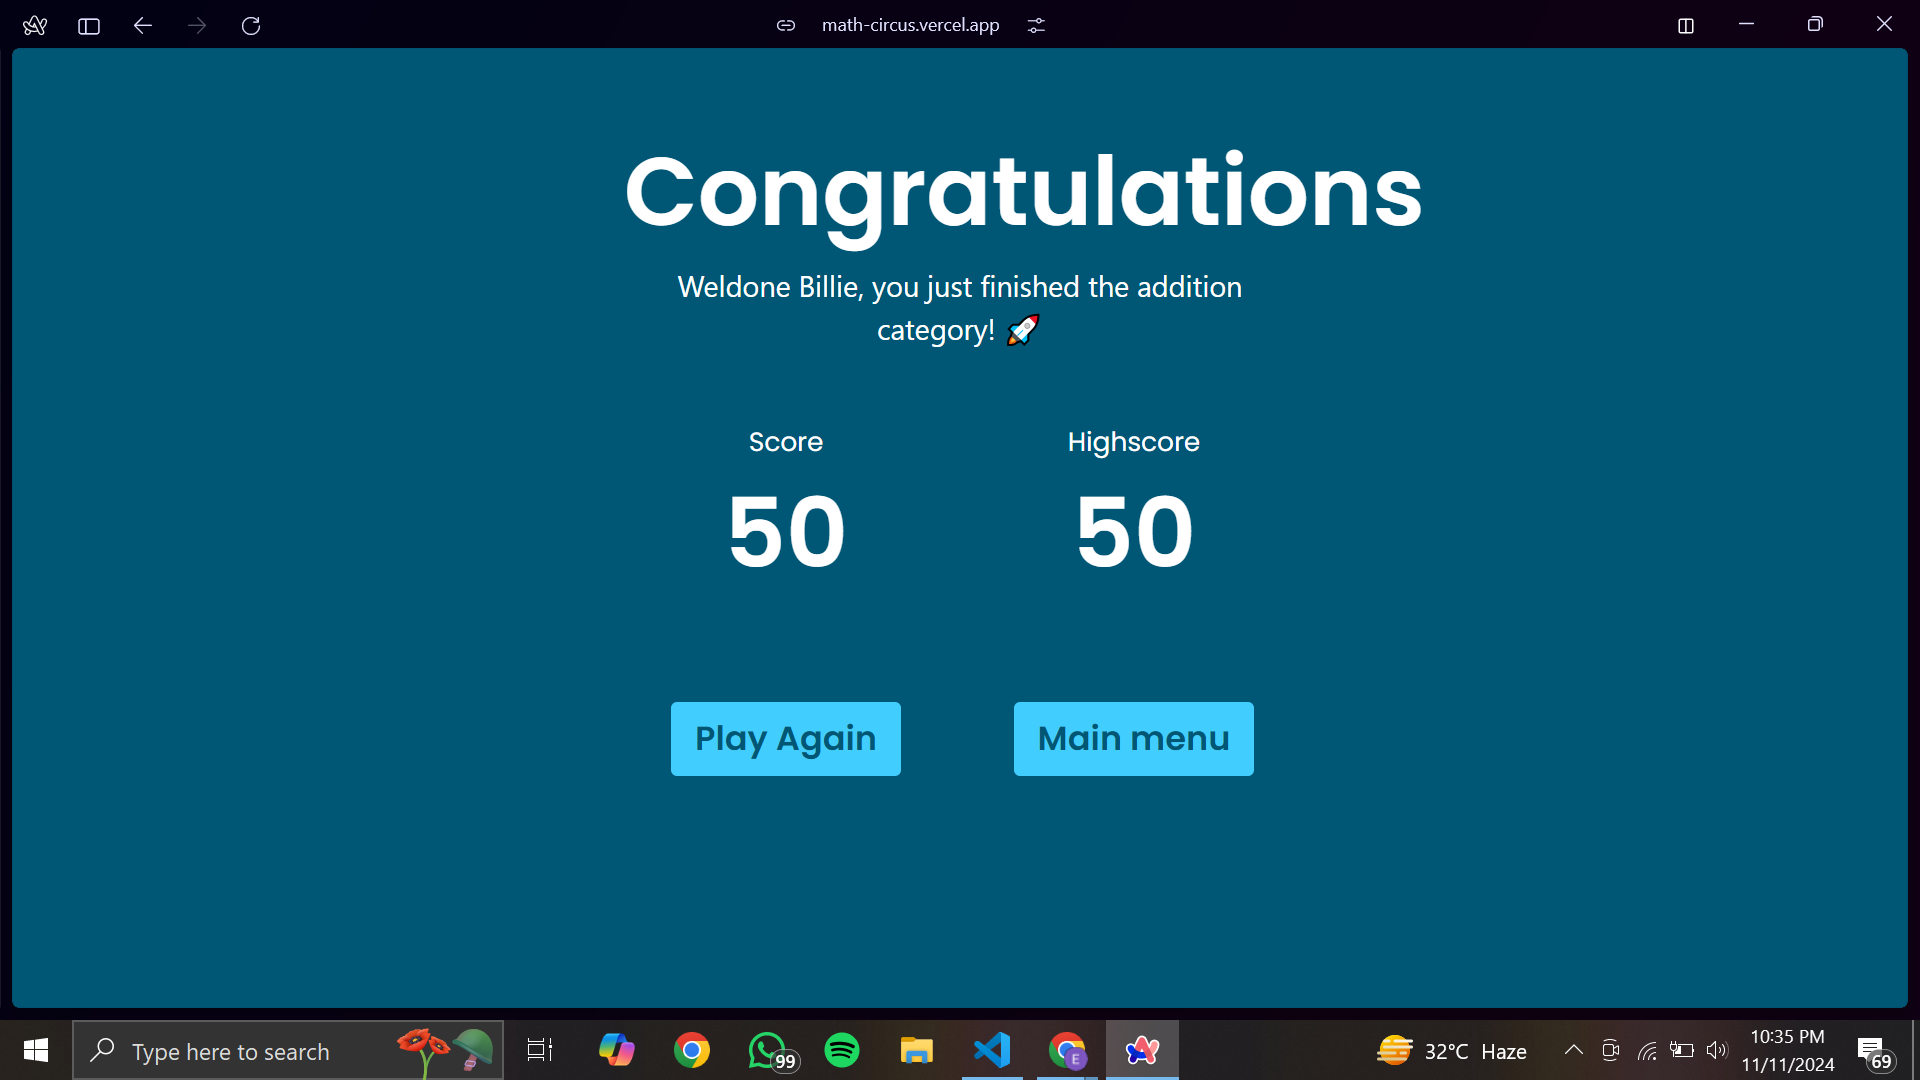 math-circus.vercel.app
Congratulations
Weldone Billie, you just finished the addition
category! 🚀
Score
Highscore
50
50
Play Again
Main menu
Type here to search
99
E
32°C Haze
10:35 PM
11/11/2024
69